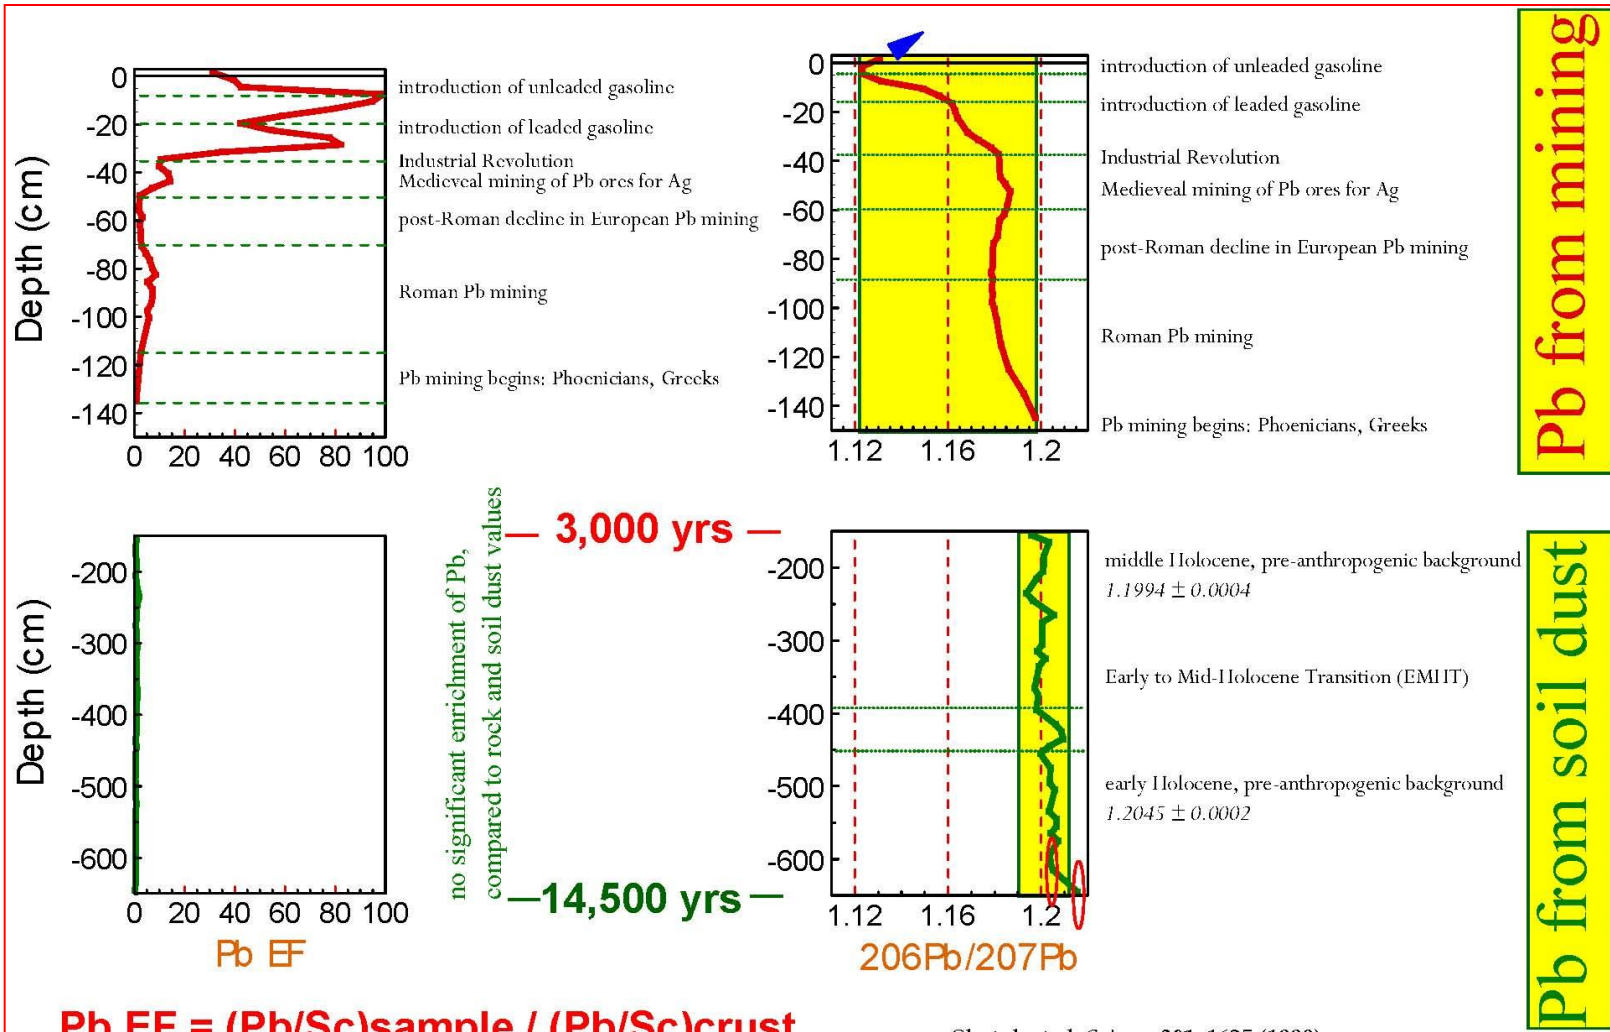 Pb from mining
0
-20
-40
-60
-80
-100
-120
-140
Depth (cm)
0 20 40 60 80 100
introduction of unleaded gasoline
introduction of leaded gasoline
Industrial Revolution
Medieveal mining of Pb ores for Ag
post-Roman decline in European Pb mining
Roman Pb mining
Pb mining begins: Phoenicians, Greeks
0
-20
-40
-60
-80
-100
-120
-140
1.12 1.16 1.2
introduction of unleaded gasoline
introduction of leaded gasoline
Industrial Revolution
Medieveal mining of Pb ores for Ag
post-Roman decline in European Pb mining
Roman Pb mining
Pb mining begins: Phoenicians, Greeks
Pb from soil dust
-200
-300
-400
-500
-600
Depth (cm)
0 20 40 60 80 100
Pb EF
no significant enrichment of Pb,
compared to rock and soil dust values
— 3,000 yrs —
—14,500 yrs —
-200
-300
-400
-500
-600
1.12 1.16 1.2
206Pb/207Pb
middle Holocene, pre-anthropogenic background
1.1994 ± 0.0004
Early to Mid-Holocene Transition (EMHT)
early Holocene, pre-anthropogenic background
1.2045 ± 0.0002
Pb EF = (Pb/Sc)sample / (Pb/Sc)crust